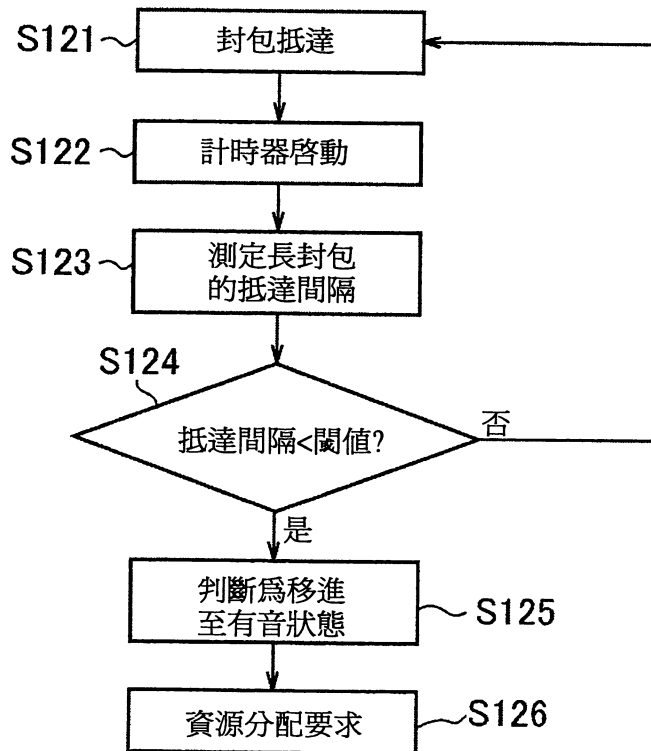 S121
封包抵達
S122
計時器啓動
S123
測定長封包
的抵達間隔
S124
抵達間隔<閾值?
否
是
判斷爲移進
至有音狀態
S125
資源分配要求
S126